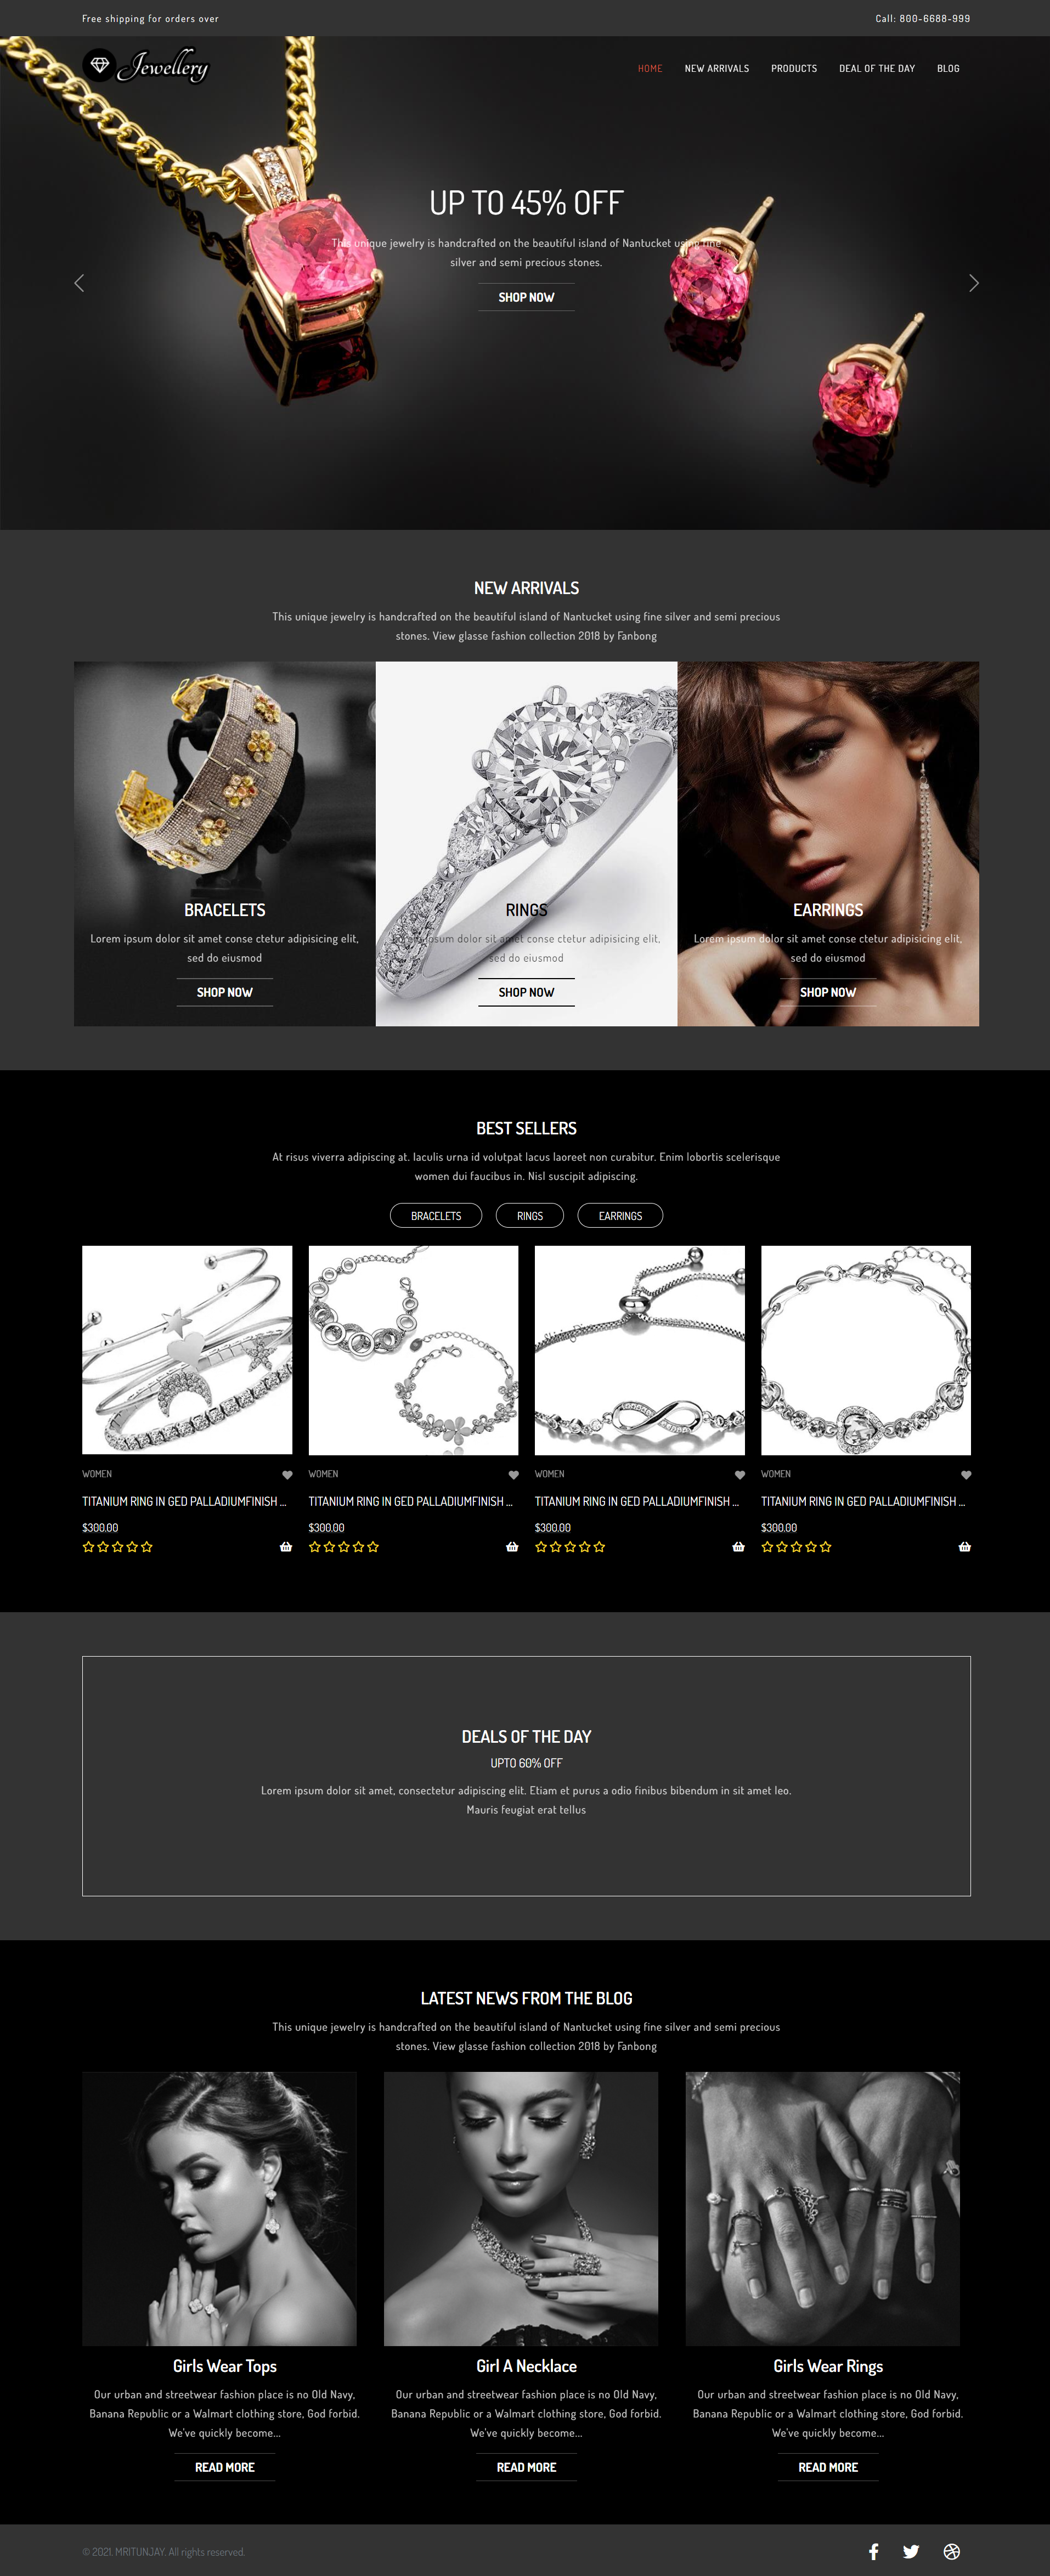 Free shipping for orders over
Call: 800-6688-999
Jewellery
HOME NEW ARRIVALS PRODUCTS DEAL OF THE DAY BLOG
UP TO 45% OFF
This unique jewelry is handcrafted on the beautiful island of Nantucket using fine
silver and semi precious stones.
SHOP NOW
NEW ARRIVALS
This unique jewelry is handcrafted on the beautiful island of Nantucket using fine silver and semi precious
stones. View glasse fashion collection 2018 by Fanbong
BRACELETS
Lorem ipsum dolor sit amet conse ctetur adipisicing elit,
sed do eiusmod
SHOP NOW
RINGS
Lorem ipsum dolor sit amet conse ctetur adipisicing elit,
sed do eiusmod
SHOP NOW
EARRINGS
Lorem ipsum dolor sit amet conse ctetur adipisicing elit,
sed do eiusmod
SHOP NOW
BEST SELLERS
At risus viverra adipiscing at. Iaculis urna id volutpat lacus laoreet non curabitur. Enim lobortis scelerisque
women dui faucibus in. Nisl suscipit adipiscing.
BRACELETS RINGS EARRINGS
WOMEN
TITANIUM RING IN GED PALLADIUMFINISH ...
$300.00
WOMEN
TITANIUM RING IN GED PALLADIUMFINISH ...
$300.00
WOMEN
TITANIUM RING IN GED PALLADIUMFINISH ...
$300.00
WOMEN
TITANIUM RING IN GED PALLADIUMFINISH ...
$300.00
DEALS OF THE DAY
UPTO 60% OFF
Lorem ipsum dolor sit amet, consectetur adipiscing elit. Etiam et purus a odio finibus bibendum in sit amet leo.
Mauris feugiat erat tellus
LATEST NEWS FROM THE BLOG
This unique jewelry is handcrafted on the beautiful island of Nantucket using fine silver and semi precious
stones. View glasse fashion collection 2018 by Fanbong
Girls Wear Tops
Our urban and streetwear fashion place is no Old Navy,
Banana Republic or a Walmart clothing store, God forbid.
We've quickly become...
READ MORE
Girl A Necklace
Our urban and streetwear fashion place is no Old Navy,
Banana Republic or a Walmart clothing store, God forbid.
We've quickly become...
READ MORE
Girls Wear Rings
Our urban and streetwear fashion place is no Old Navy,
Banana Republic or a Walmart clothing store, God forbid.
We've quickly become...
READ MORE
© 2021. MRITUNJAY. All rights reserved.